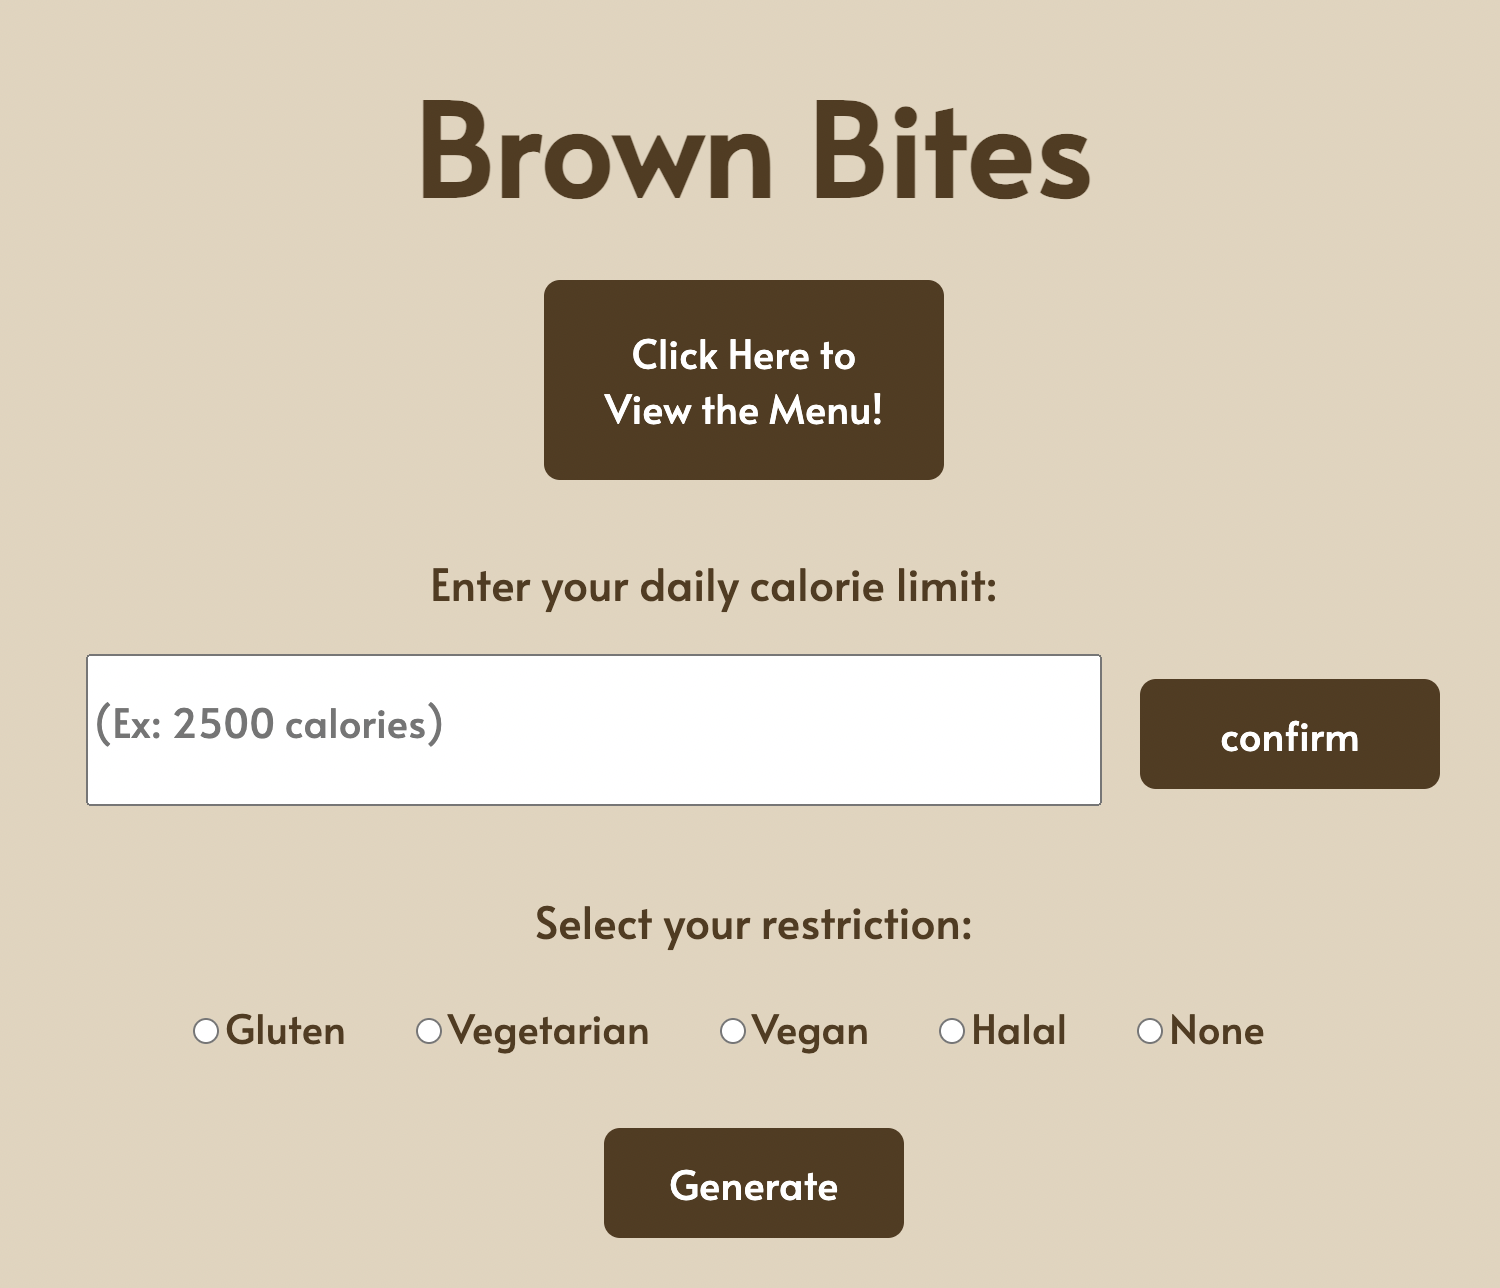 Brown Bites
Click Here to
View the Menu!
Enter your daily calorie limit:
(Ex: 2500 calories)
confirm
Select your restriction:
Gluten Vegetarian Vegan Halal None
Generate